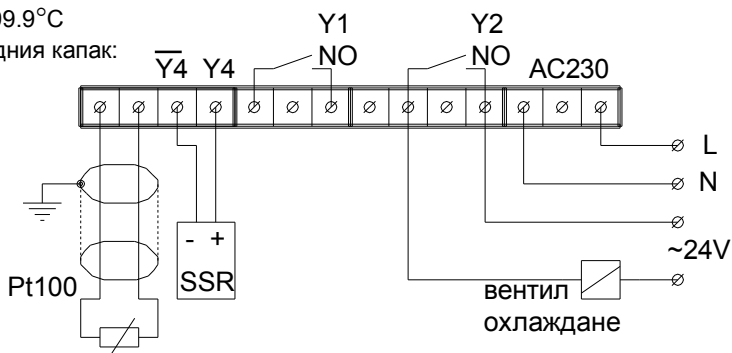 99.9°C
дния капак:
Y1 Y2
Y4 Y4 NO NO AC230
L
N
~24V
- +
SSR
Pt100
вентил
охлаждане